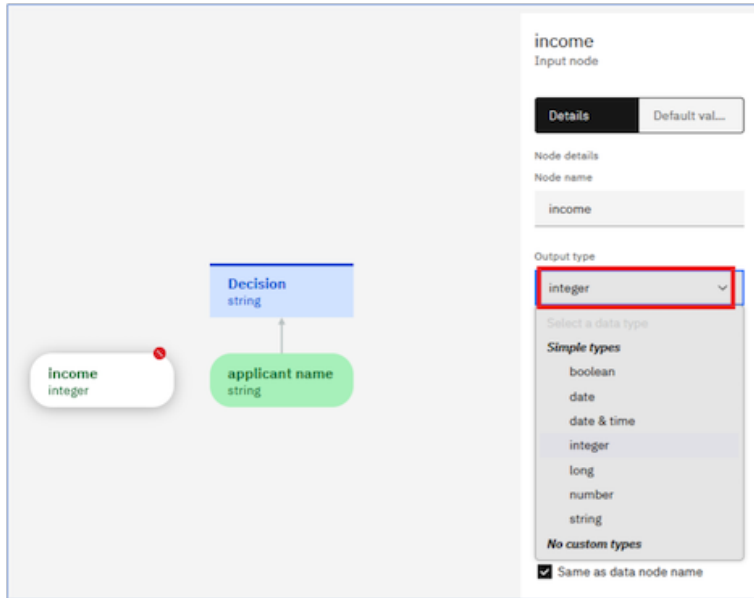 income
Input node
Details
Default val...
Node details
Node name
income
Output type
integer
Select a data type
Simple types
boolean
date
date & time
integer
long
number
string
No custom types
Same as data node name
Decision
string
income
integer
applicant name
string